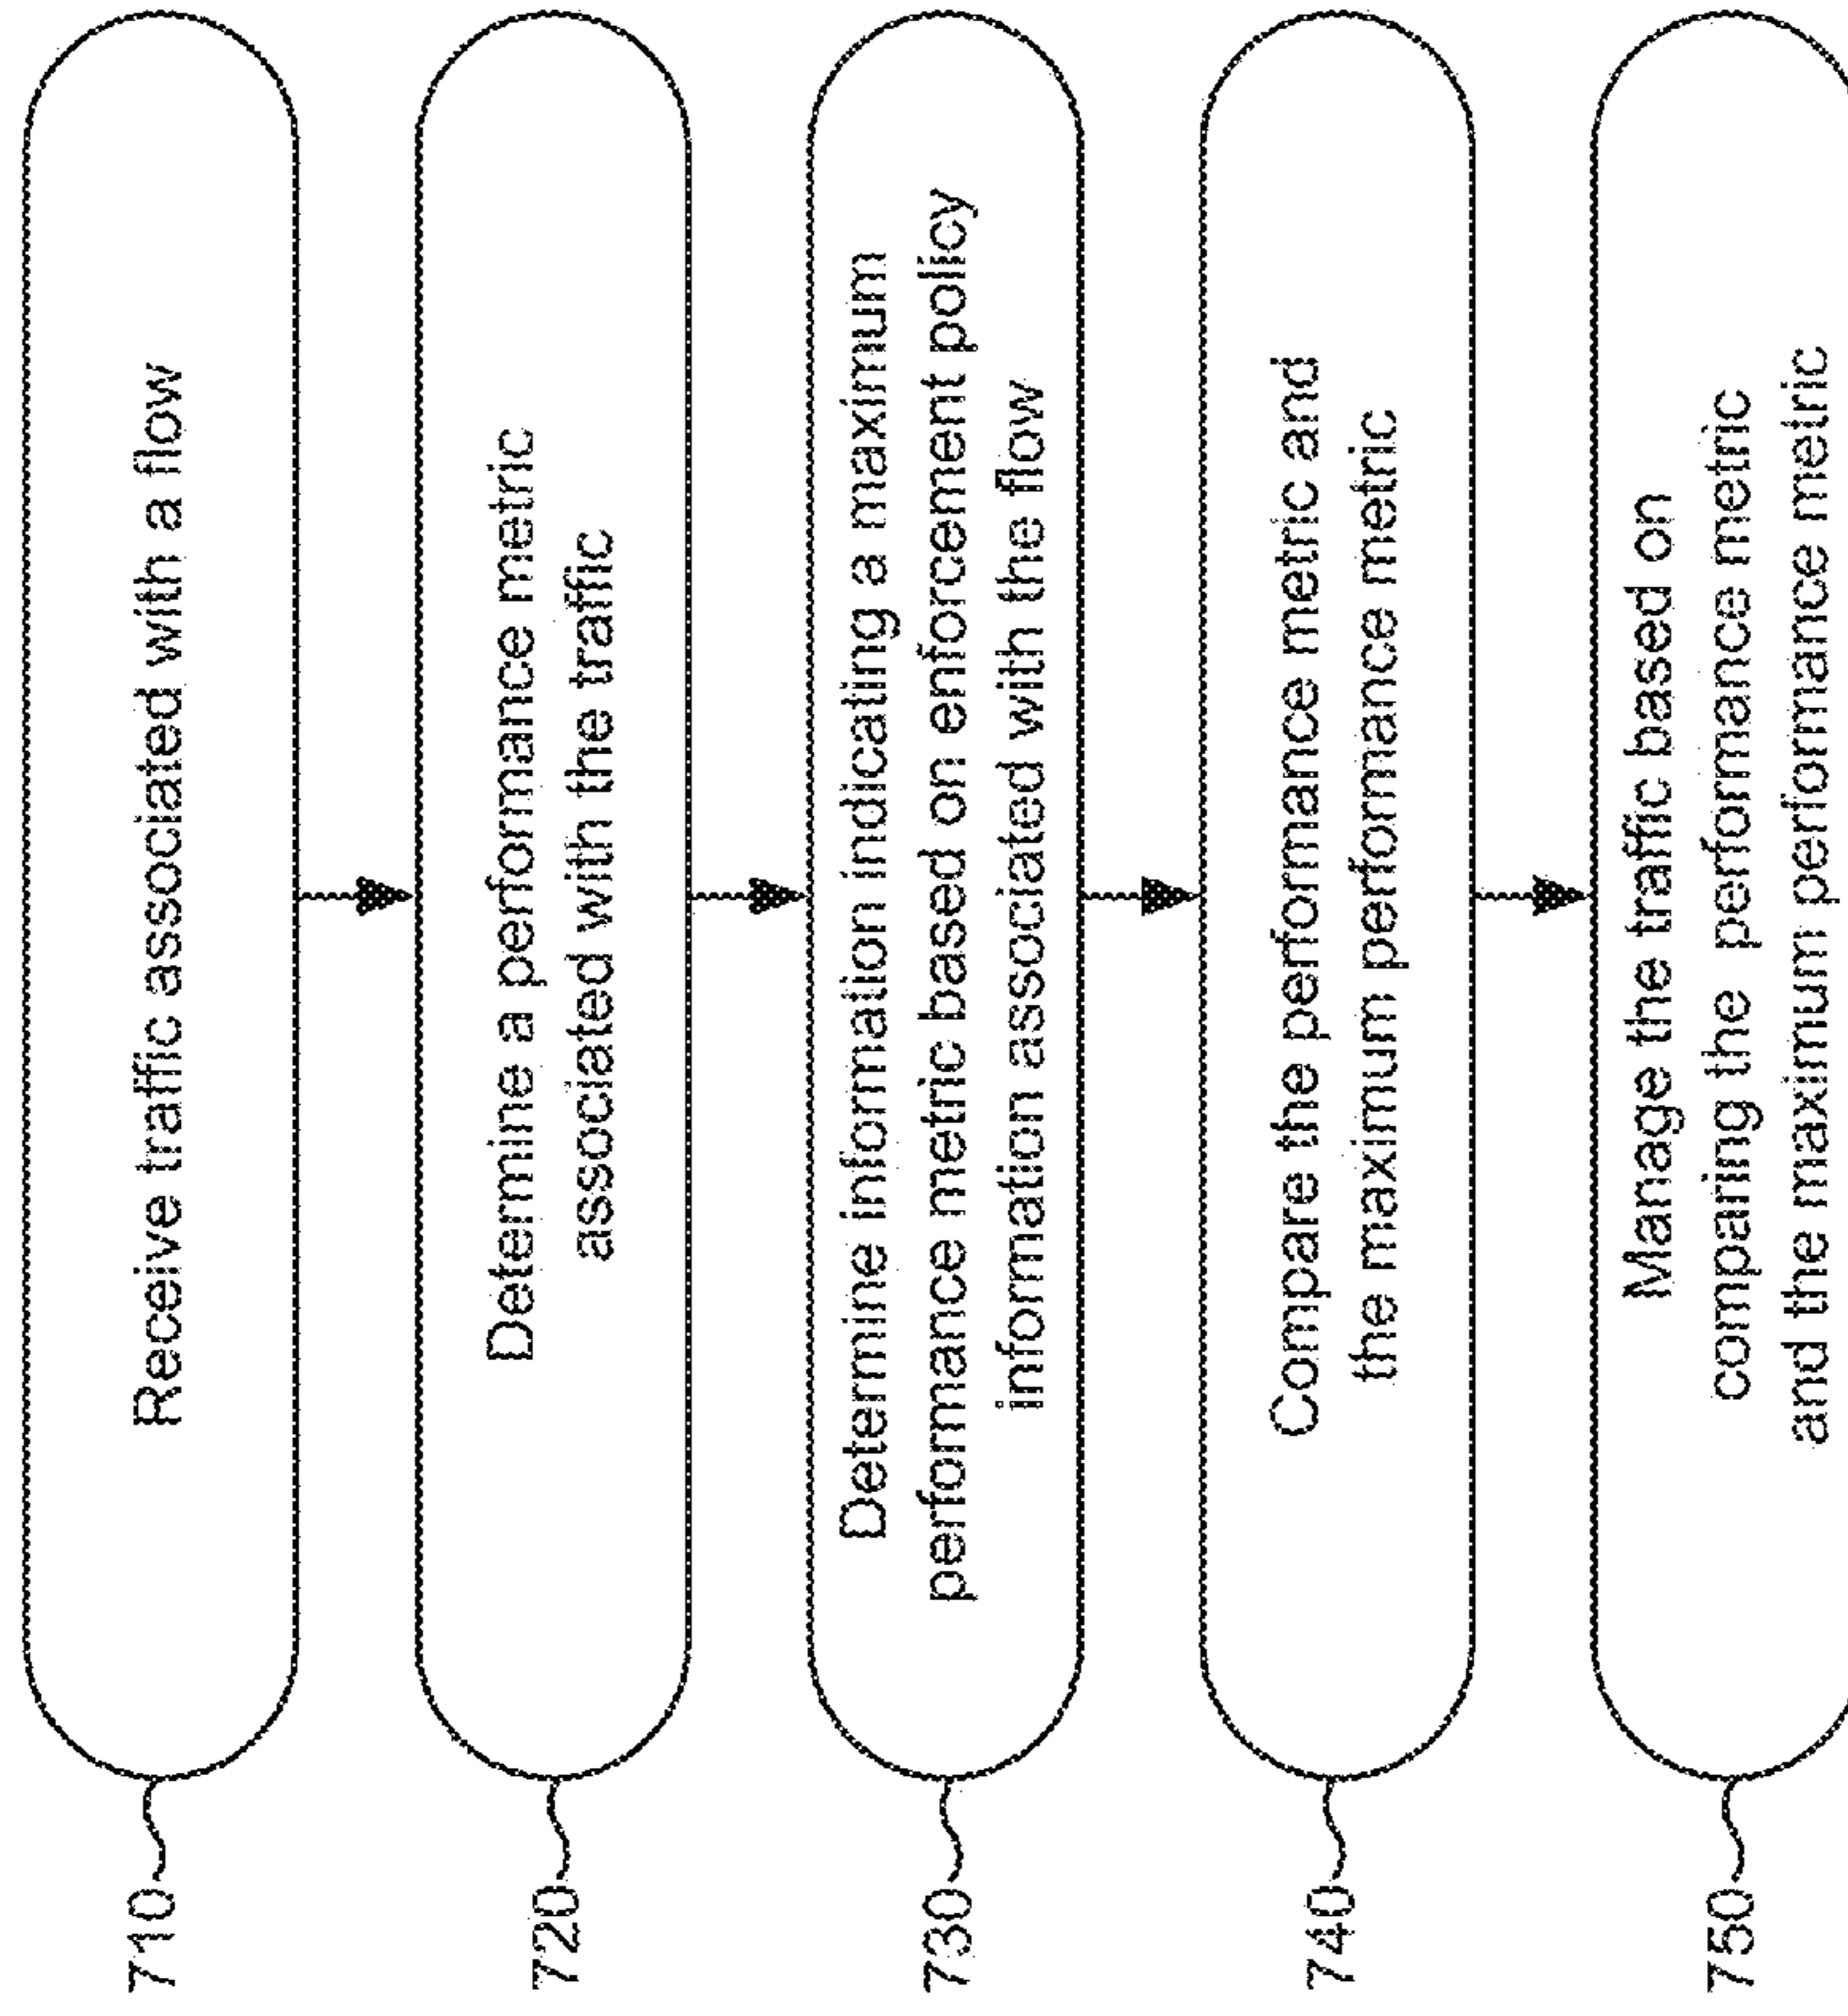 710
Receive traffic associated with a flow
720
Determine a performance metric
associated with the traffic
730
Determine information indicating a maximum
performance metric based on enforcement policy
information associated with the flow
740
Compare the performance metric and
the maximum performance metric
750
Manage the traffic based on
comparing the performance metric
and the maximum performance metric